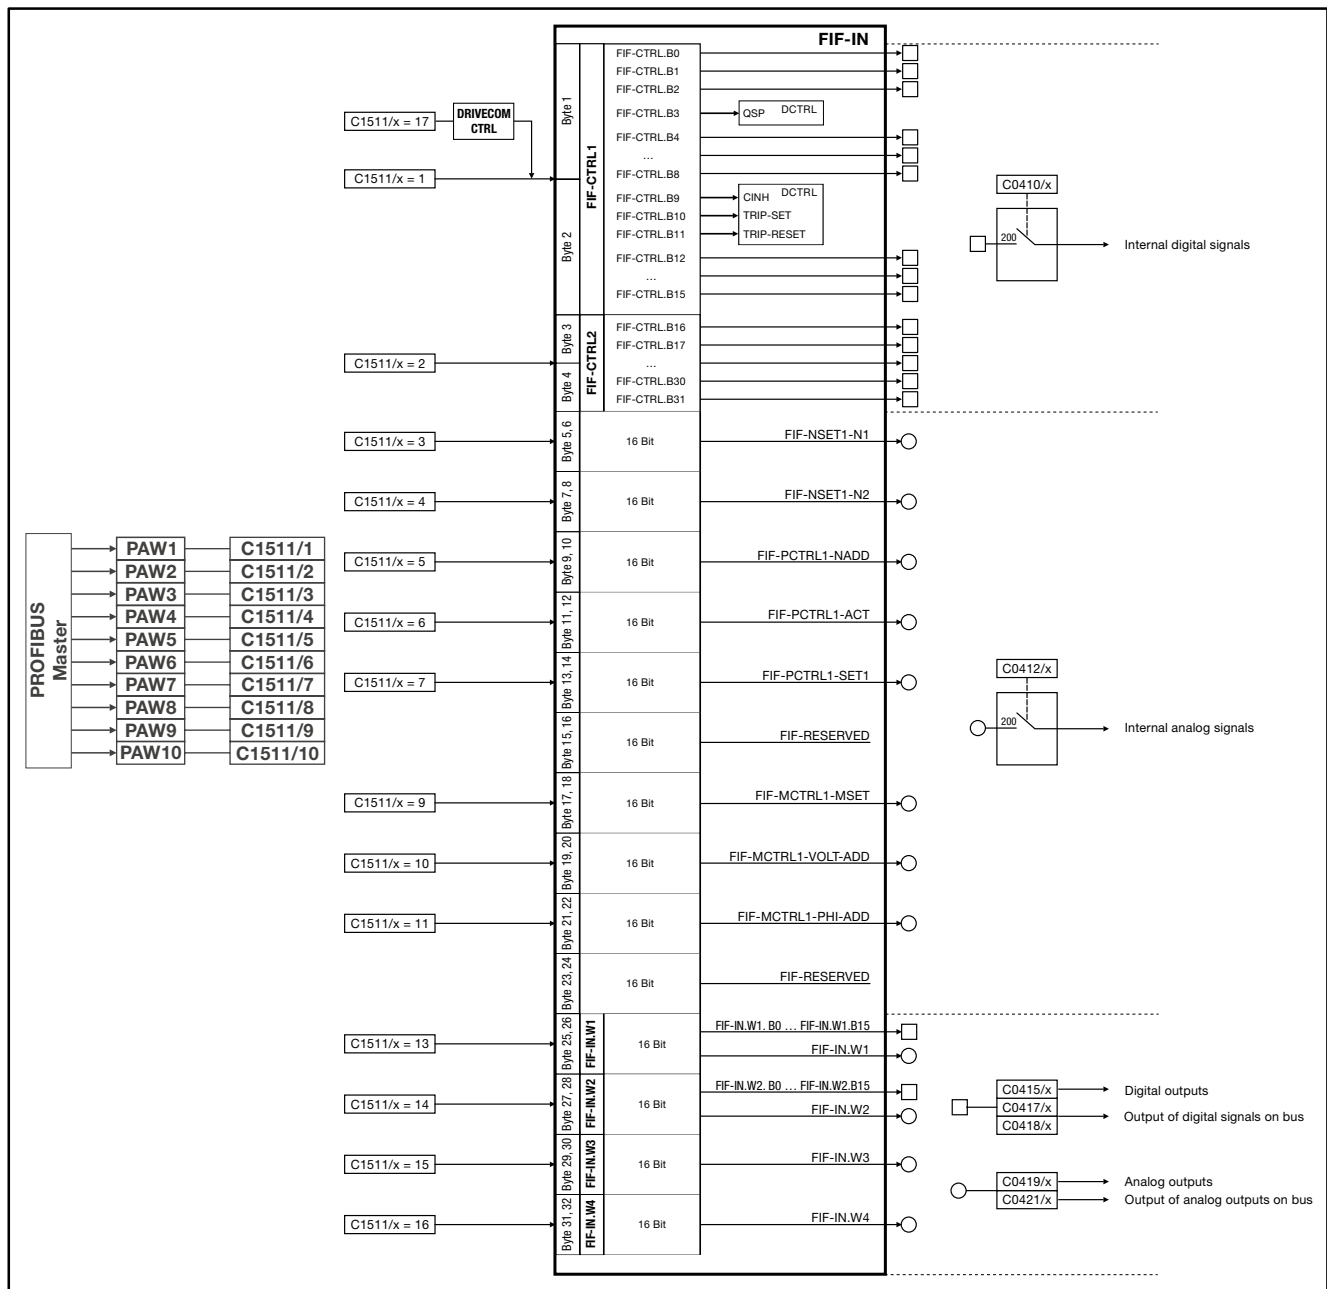 FIF-IN
Byte 1
Byte 2
FIF-CTRL1
FIF-CTRL.B0
FIF-CTRL.B1
FIF-CTRL.B2
FIF-CTRL.B3
QSP DCTRL
FIF-CTRL.B4
...
FIF-CTRL.B8
FIF-CTRL.B9
CINH DCTRL
FIF-CTRL.B10
TRIP-SET
FIF-CTRL.B11
TRIP-RESET
FIF-CTRL.B12
...
FIF-CTRL.B15
C1511/x = 17
DRIVECOM
CTRL
C1511/x = 1
C0410/x
200
Internal digital signals
Byte 3
Byte 4
FIF-CTRL2
FIF-CTRL.B16
FIF-CTRL.B17
...
FIF-CTRL.B30
FIF-CTRL.B31
C1511/x = 2
C1511/x = 3
Byte 5, 6
16 Bit
FIF-NSET1-N1
C1511/x = 4
Byte 7, 8
16 Bit
FIF-NSET1-N2
C1511/x = 5
Byte 9, 10
16 Bit
FIF-PCTRL1-NADD
C1511/x = 6
Byte 11, 12
16 Bit
FIF-PCTRL1-ACT
C1511/x = 7
Byte 13, 14
16 Bit
FIF-PCTRL1-SET1
Byte 15, 16
16 Bit
FIF-RESERVED
C1511/x = 9
Byte 17, 18
16 Bit
FIF-MCTRL1-MSET
C1511/x = 10
Byte 19, 20
16 Bit
FIF-MCTRL1-VOLT-ADD
C1511/x = 11
Byte 21, 22
16 Bit
FIF-MCTRL1-PHI-ADD
Byte 23, 24
16 Bit
FIF-RESERVED
C1511/x = 13
Byte 25, 26
FIF-IN.W1
16 Bit
FIF-IN.W1. B0 ... FIF-IN.W1.B15
FIF-IN.W1
C1511/x = 14
Byte 27, 28
FIF-IN.W2
16 Bit
FIF-IN.W2. B0 ... FIF-IN.W2.B15
FIF-IN.W2
C1511/x = 15
Byte 29, 30
FIF-IN.W3
16 Bit
FIF-IN.W3
C1511/x = 16
Byte 31, 32
FIF-IN.W4
16 Bit
FIF-IN.W4
PROFIBUS
Master
PAW1 C1511/1
PAW2 C1511/2
PAW3 C1511/3
PAW4 C1511/4
PAW5 C1511/5
PAW6 C1511/6
PAW7 C1511/7
PAW8 C1511/8
PAW9 C1511/9
PAW10 C1511/10
C0412/x
200
Internal analog signals
C0415/x
Digital outputs
C0417/x
Output of digital signals on bus
C0418/x
C0419/x
Analog outputs
C0421/x
Output of analog outputs on bus